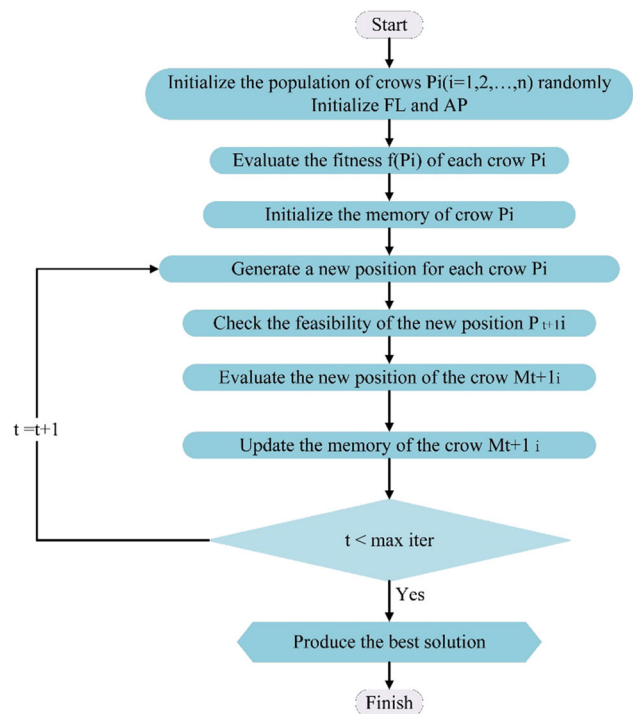 Start
Initialize the population of crows Pi(i=1,2,…,n) randomly
Initialize FL and AP
Evaluate the fitness f(Pi) of each crow Pi
Initialize the memory of crow Pi
Generate a new position for each crow Pi
Check the feasibility of the new position P t+1i
Evaluate the new position of the crow Mt+1i
t =t+1
Update the memory of the crow Mt+1 i
t < max iter
Yes
Produce the best solution
Finish